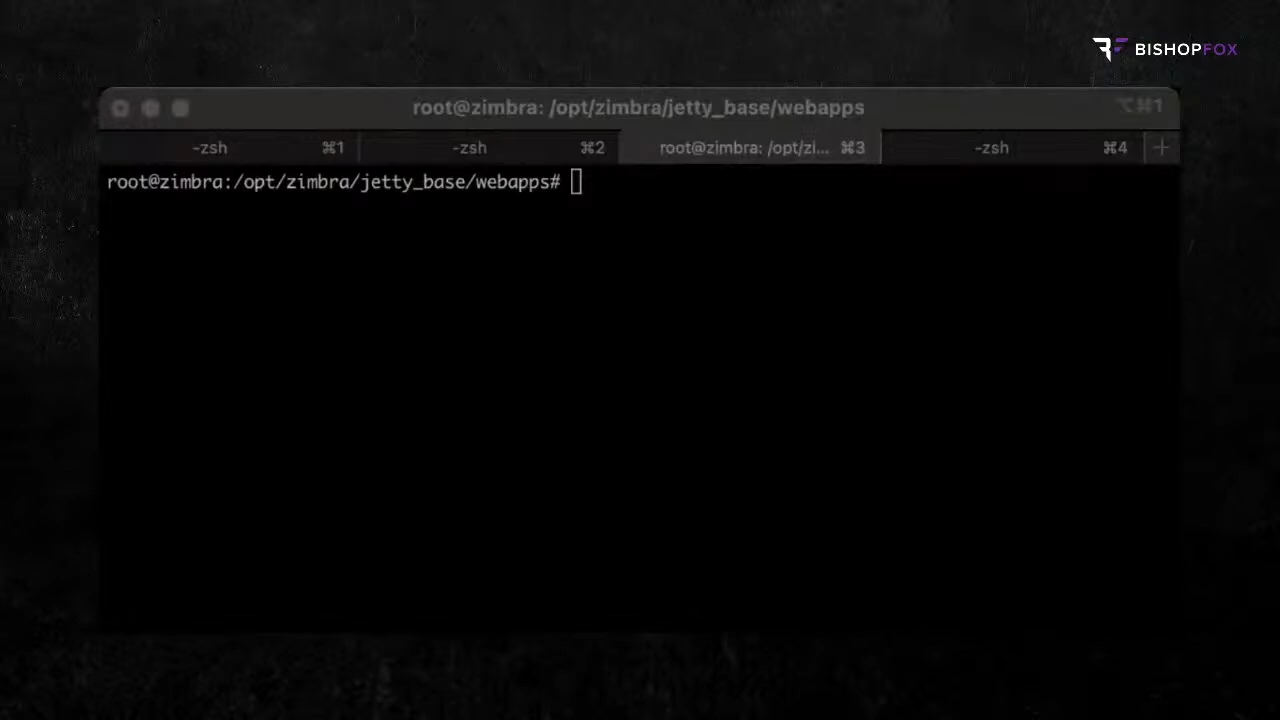 BISHOPFOX
root@zimbra: /opt/zimbra/jetty_base/webapps ⌥⌘1
-zsh ⌘1 -zsh ⌘2 root@zimbra: /opt/zi... ⌘3 -zsh ⌘4 +
root@zimbra:/opt/zimbra/jetty_base/webapps#